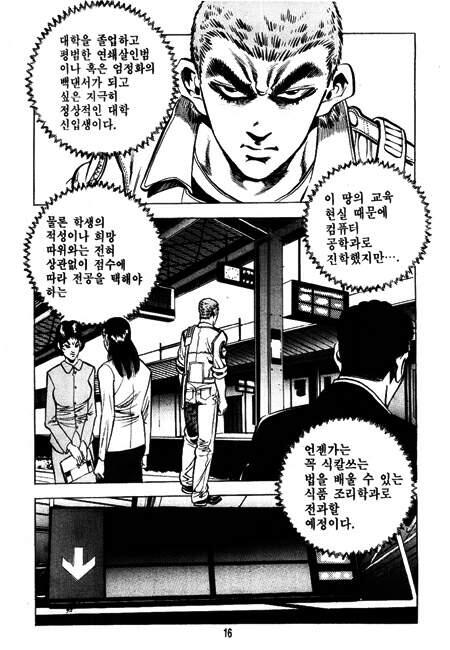 대학을 졸업하고
평범한 연쇄살인범
이나 혹은 엄정화의
백댄서가 되고
싶은 지극히
정상적인 대학
신입생이다.
물론 학생의
적성이나 희망
따위와는 전혀
상관없이 점수에
따라 전공을 택해야
하는
이 땅의 교육
현실 때문에
컴퓨터
공학과로
진학했지만….
언젠가는
꼭 식칼쓰는
법을 배울 수 있는
식품 조리학과로
전과할
예정이다.
16